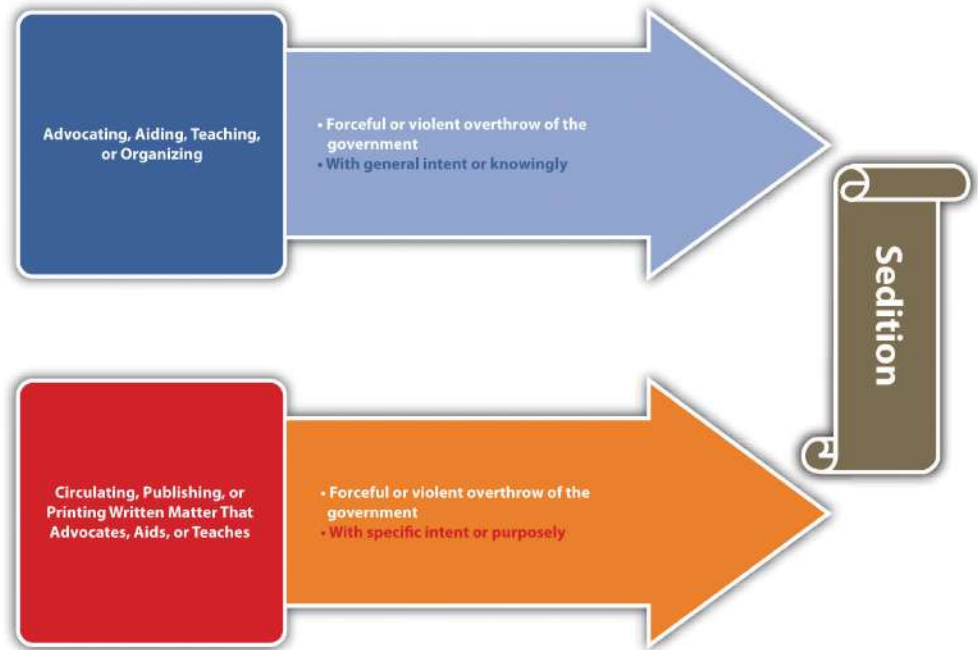 Advocating, Aiding, Teaching,
or Organizing
• Forceful or violent overthrow of the
government
• With general intent or knowingly
Sedition
Circulating, Publishing, or
Printing Written Matter That
Advocates, Aids, or Teaches
• Forceful or violent overthrow of the
government
• With specific intent or purposely